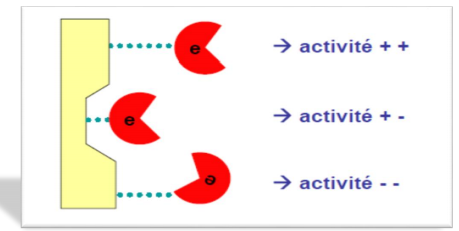 e → activité + +
e → activité + -
e → activité - -